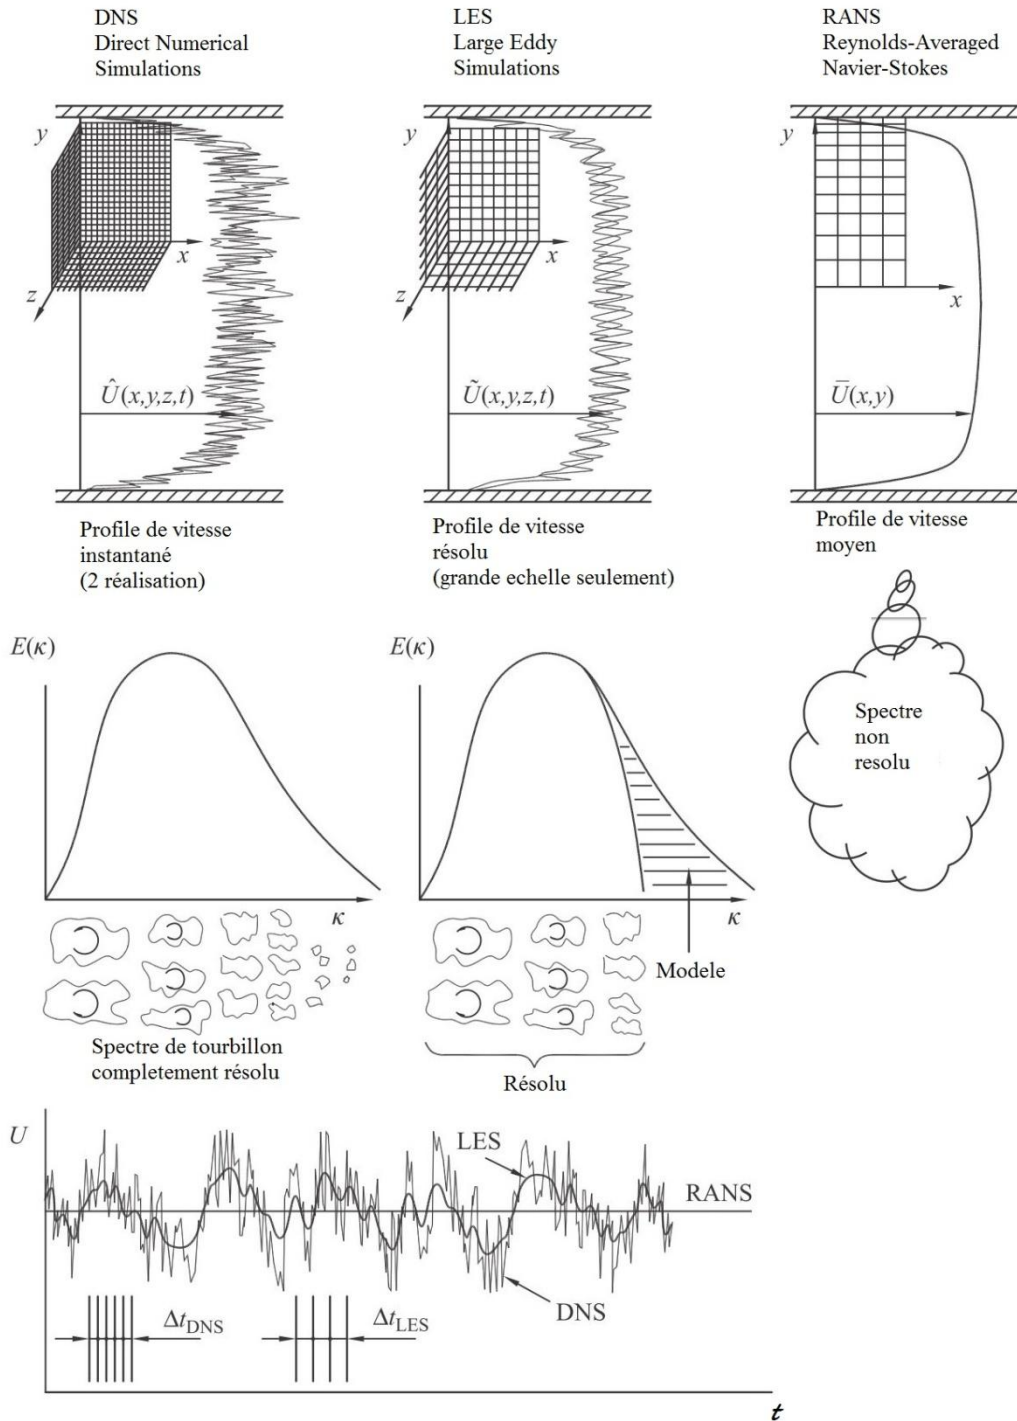 DNS
Direct Numerical
Simulations
LES
Large Eddy
Simulations
RANS
Reynolds-Averaged
Navier-Stokes
y
x
z
Û(x,y,z,t)
y
x
z
Ũ(x,y,z,t)
y
x
U̅(x,y)
Profile de vitesse
instantané
(2 réalisation)
Profile de vitesse
résolu
(grande echelle seulement)
Profile de vitesse
moyen
E(κ)
κ
E(κ)
κ
Modele
Spectre
non
resolu
Spectre de tourbillon
completement résolu
Résolu
U
LES
RANS
DNS
Δt_DNS
Δt_LES
t